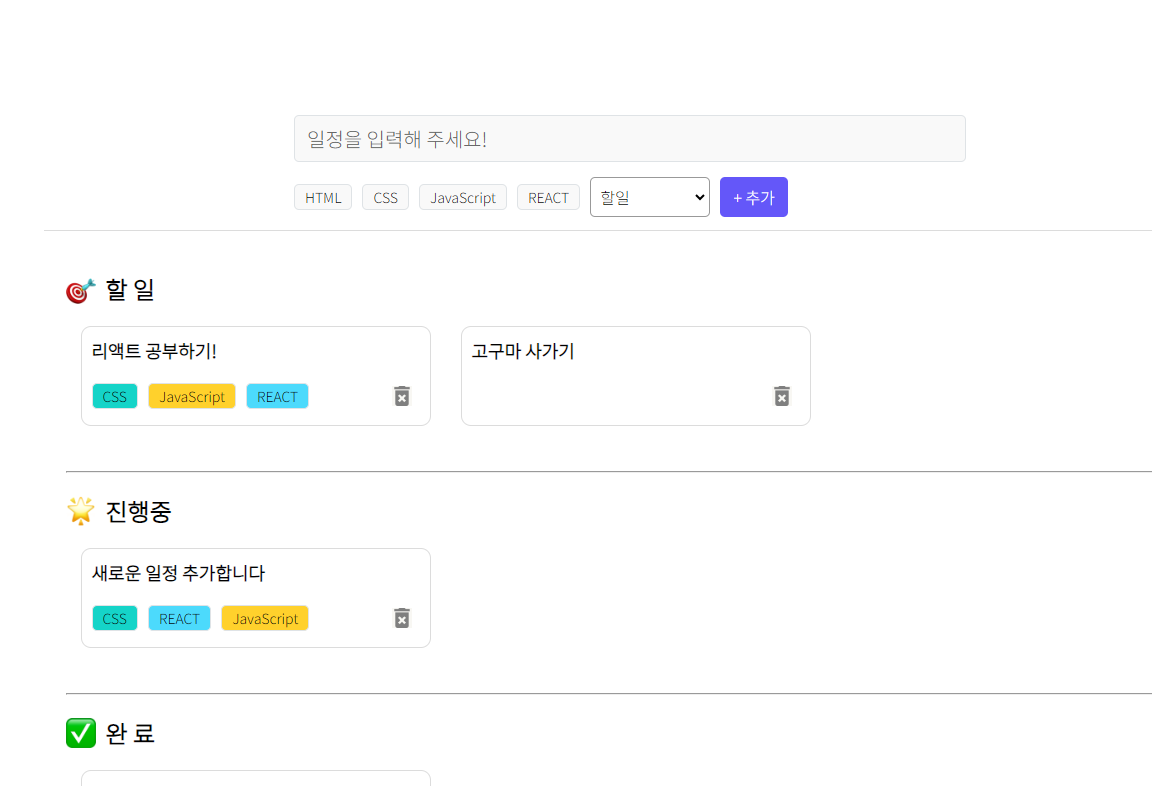 일정을 입력해 주세요!
HTML CSS JavaScript REACT 할일 + 추가
할 일
리액트 공부하기! 고구마 사가기
CSS JavaScript REACT
진행중
새로운 일정 추가합니다
CSS REACT JavaScript
완 료